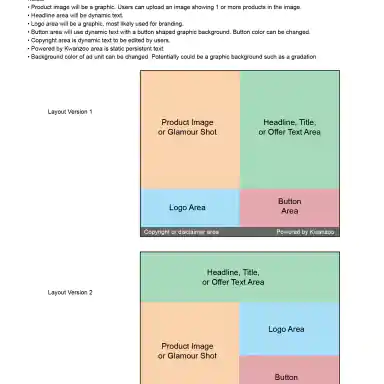 • Product image will be a graphic. Users can upload an image showing 1 or more products in the image.
• Headline area will be dynamic text.
• Logo area will be a graphic, most likely used for branding.
• Button area will use dynamic text with a button shaped graphic background. Button color can be changed.
• Copyright area is dynamic text to be edited by users.
• Powered by Kwanzoo area is static persistent text
• Background color of ad unit can be changed Potentially could be a graphic background such as a gradation
Layout Version 1
Product Image
or Glamour Shot
Headline, Title,
or Offer Text Area
Logo Area
Button
Area
Copyright or disclaimer area
Powered by Kwanzoo
Layout Version 2
Headline, Title,
or Offer Text Area
Product Image
or Glamour Shot
Logo Area
Button